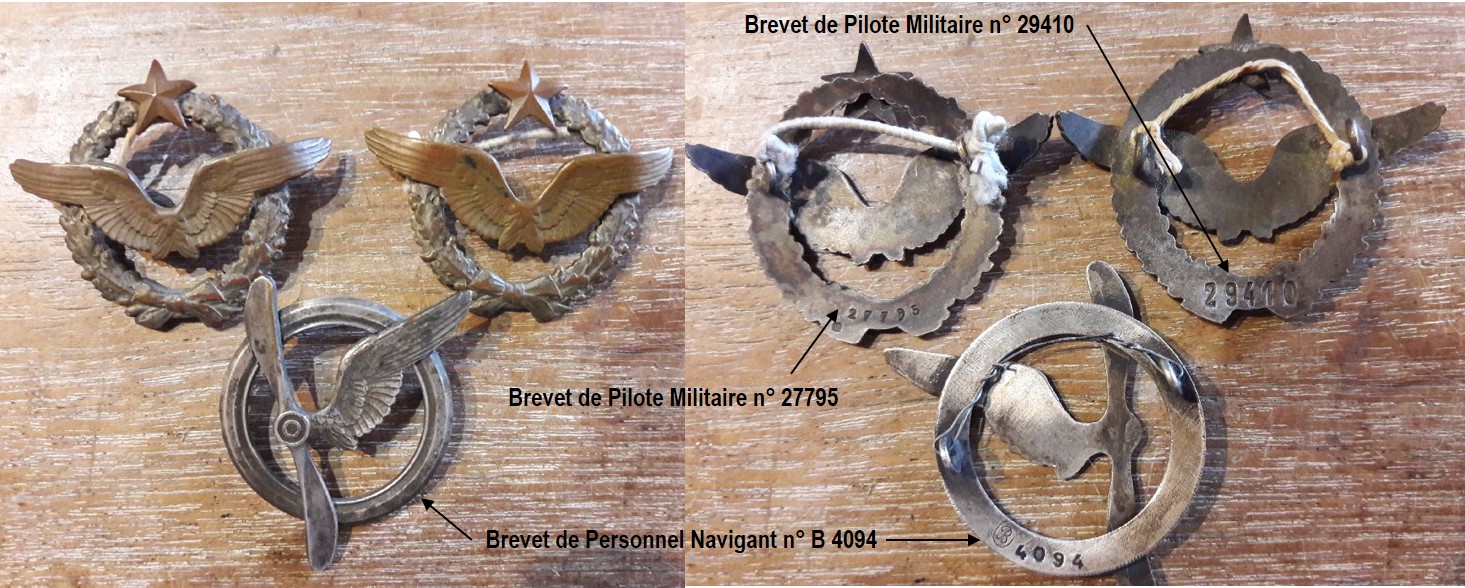 Brevet de Pilote Militaire n° 29410
29410
27795
Brevet de Pilote Militaire n° 27795
Brevet de Personnel Navigant n° B 4094
B 4094